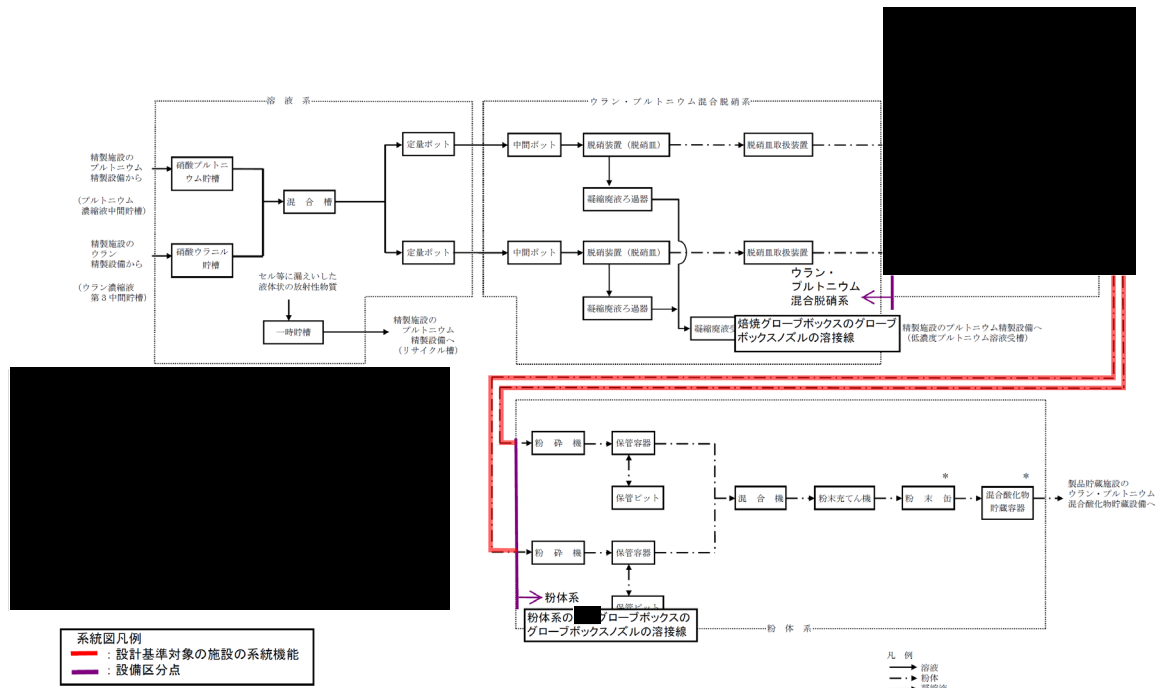 溶液系
ウラン・プルトニウム混合脱硝系
精製施設の
プルトニウム
精製設備から
(プルトニウム
濃縮液中間貯槽)
硝酸プルトニ
ウム貯槽
精製施設の
ウラン
精製設備から
(ウラン濃縮液
第3中間貯槽)
硝酸ウラニル
貯槽
混合槽
定量ポット
定量ポット
セル等に漏えいした
液体状の放射性物質
一時貯槽
精製施設の
プルトニウム
精製設備へ
(リサイクル槽)
中間ポット
脱硝装置(脱硝皿)
脱硝皿取扱装置
凝縮廃液ろ過器
中間ポット
脱硝装置(脱硝皿)
脱硝皿取扱装置
凝縮廃液ろ過器
ウラン・
プルトニウム
混合脱硝系
凝縮廃液
焙焼グローブボックスのグローブ
ボックスノズルの溶接線
精製施設のプルトニウム精製設備へ
(低濃度プルトニウム溶液受槽)
粉砕機
保管容器
保管ピット
粉砕機
保管容器
保管ピット
混合機
粉末充てん機
*
粉末缶
*
混合酸化物
貯蔵容器
製品貯蔵施設の
ウラン・プルトニウム
混合酸化物貯蔵設備へ
粉体系
粉体系の グローブボックスの
グローブボックスノズルの溶接線
粉体系
系統図凡例
:設計基準対象の施設の系統機能
:設備区分点
凡例
溶液
粉体
凝縮液